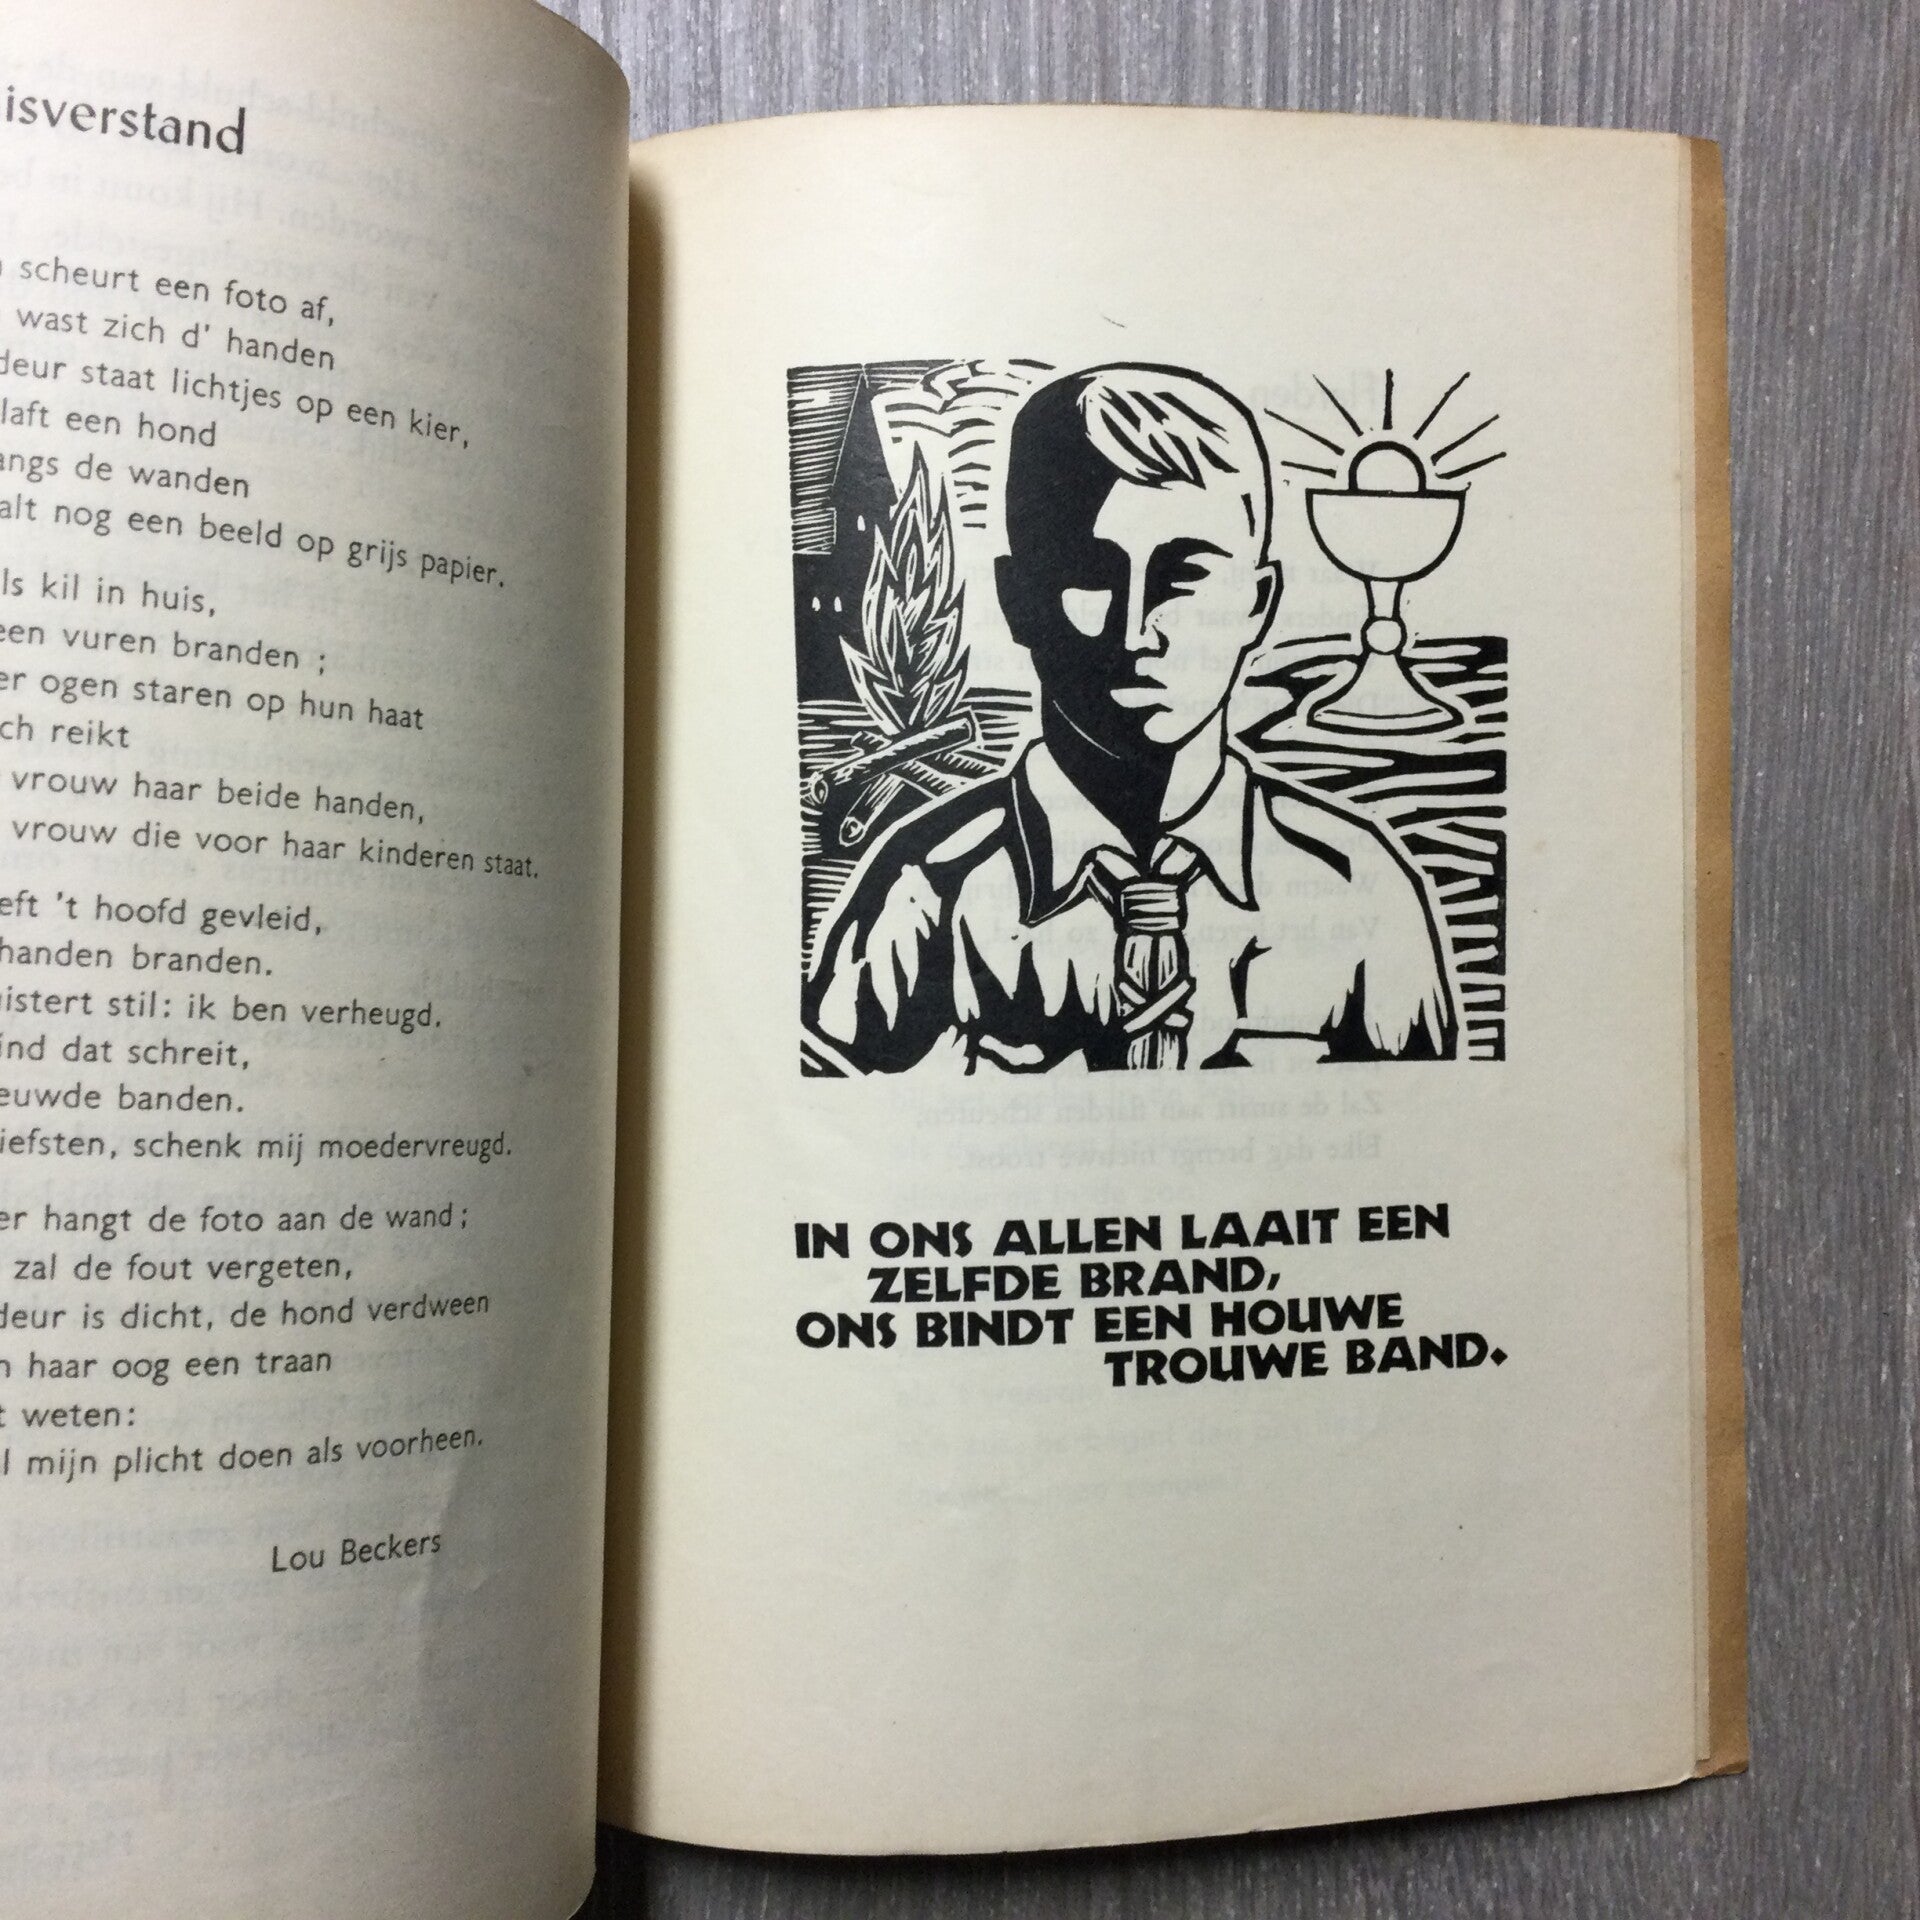 isverstand
scheurt een foto af,
wast zich d' handen
deur staat lichtjes op een kier,
laft een hond
angs de wanden
alt nog een beeld op grijs papier.
ls kil in huis,
een vuren branden ;
er ogen staren op hun haat
ch reikt
vrouw haar beide handen,
vrouw die voor haar kinderen staat.
eft 't hoofd gevleid,
handen branden.
uistert stil: ik ben verheugd.
ind dat schreit,
euwde banden.
iefsten, schenk mij moedervreugd.
er hangt de foto aan de wand ;
zal de fout vergeten,
deur is dicht, de hond verdween
n haar oog een traan
t weten:
l mijn plicht doen als voorheen.
Lou Beckers
IN ONS ALLEN LAAIT EEN
ZELFDE BRAND,
ONS BINDT EEN HOUWE
TROUWE BAND.